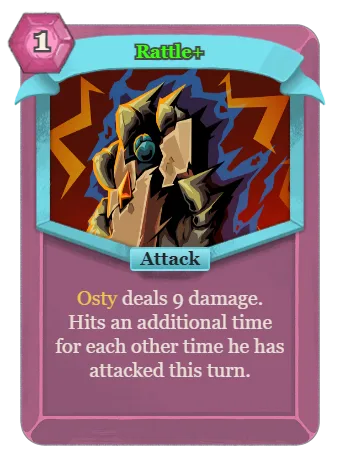 1
Rattle+
Attack
Osty deals 9 damage.
Hits an additional time
for each other time he has
attacked this turn.